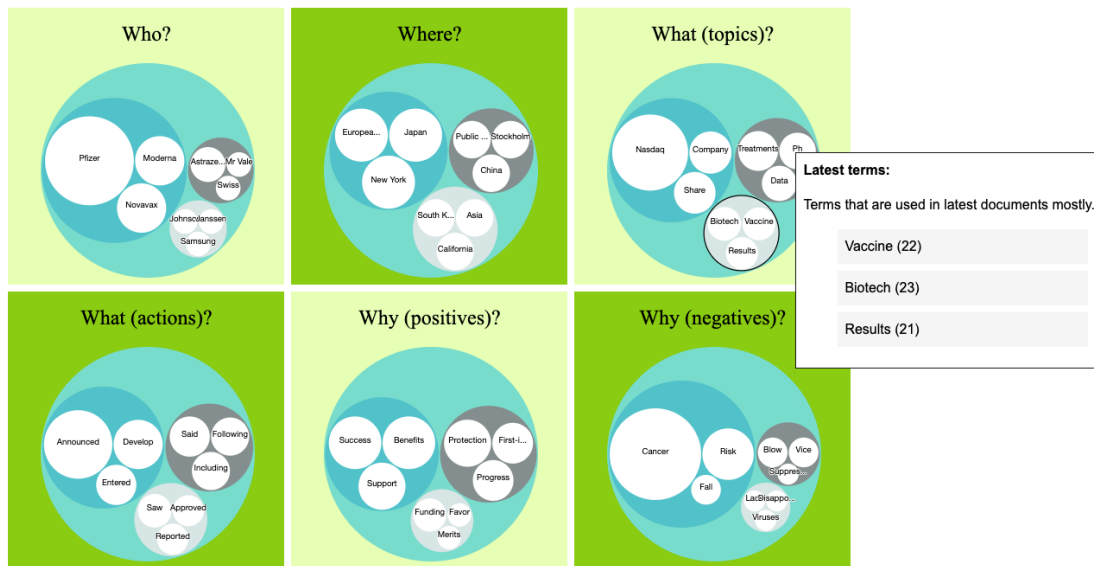 Who?
Pfizer
Moderna
Novavax
Astraze...
Mr Vale
Swiss
Janssen
Samsung
Where?
Europea...
Japan
New York
Public ...
Stockholm
China
South K...
Asia
California
What (topics)?
Nasdaq
Company
Share
Treatments
Ph
Data
Biotech
Vaccine
Results
Latest terms:
Terms that are used in latest documents mostly.
Vaccine (22)
Biotech (23)
Results (21)
What (actions)?
Announced
Develop
Entered
Said
Following
Including
Saw
Approved
Reported
Why (positives)?
Success
Benefits
Support
Protection
First-i...
Progress
Funding
Favor
Merits
Why (negatives)?
Cancer
Risk
Fall
Blow
Vice
Suppres...
Disappo...
Viruses